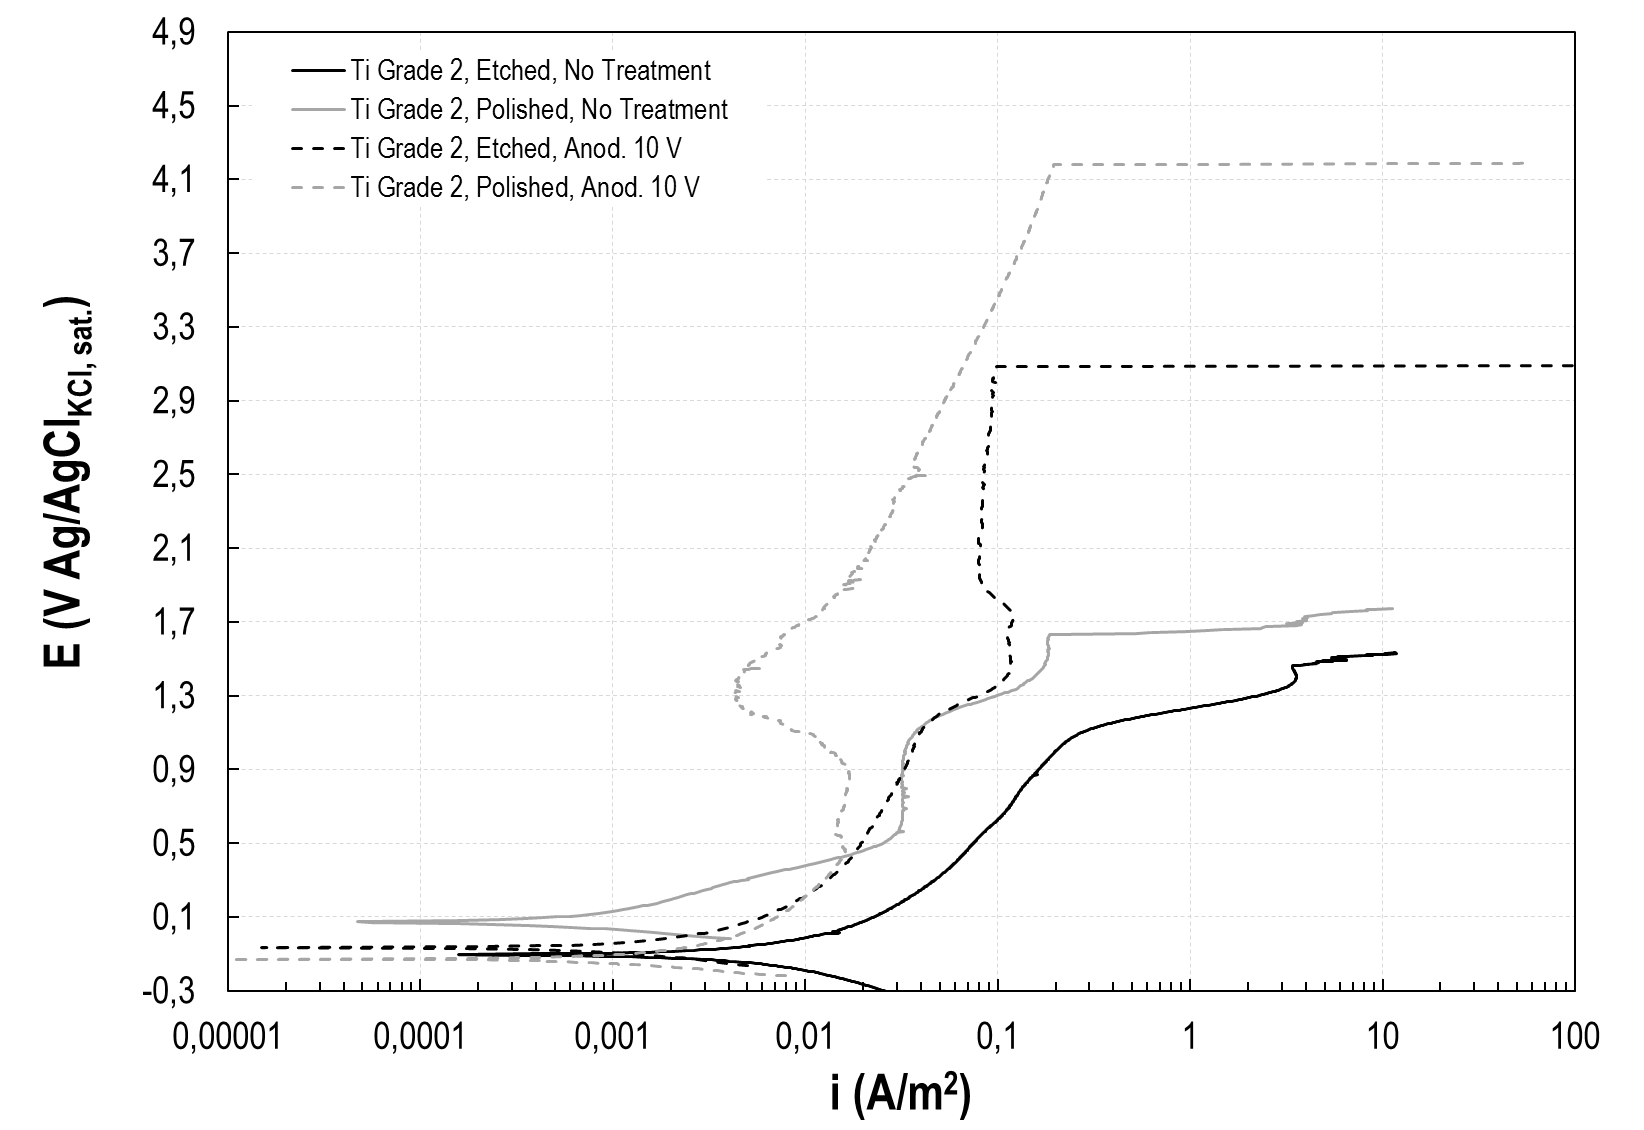 4,9
4,5
4,1
3,7
3,3
2,9
2,5
2,1
1,7
1,3
0,9
0,5
0,1
-0,3
E (V Ag/AgCl KCl, sat.)
Ti Grade 2, Etched, No Treatment
Ti Grade 2, Polished, No Treatment
Ti Grade 2, Etched, Anod. 10 V
Ti Grade 2, Polished, Anod. 10 V
0,00001 0,0001 0,001 0,01 0,1 1 10 100
i (A/m²)